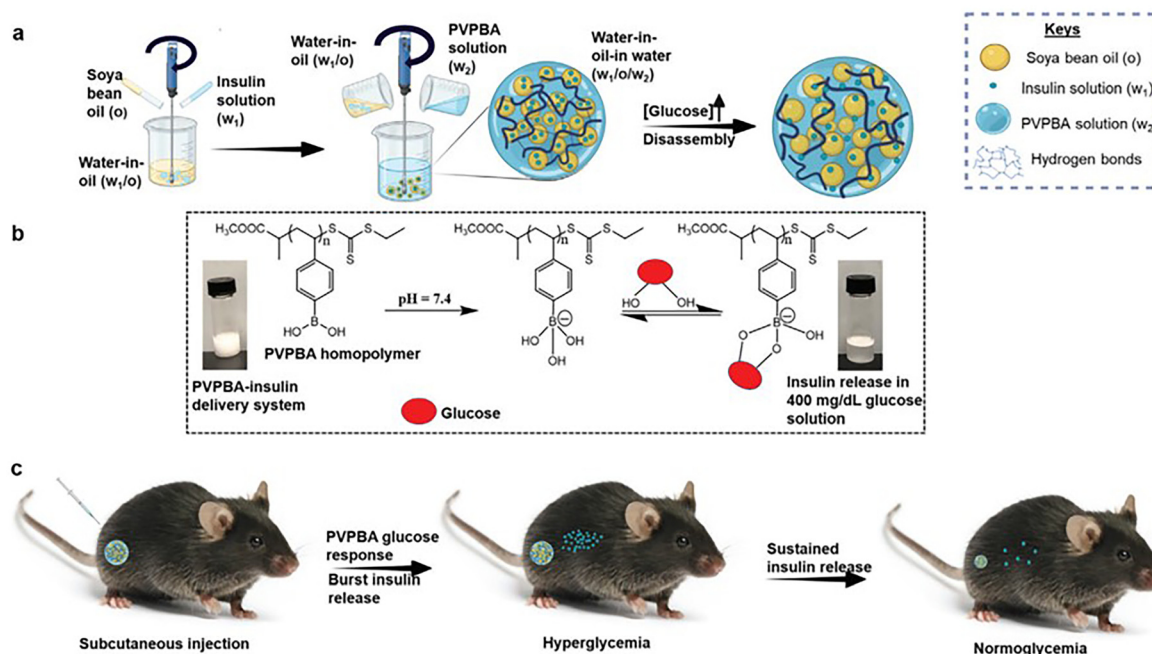 a
Soya
bean
oil (o)
Insulin
solution
(w₁)
Water-in-
oil (w₁/o)
Water-in-
oil (w₁/o)
PVPBA
solution
(w₂)
Water-in-
oil-in water
(w₁/o/w₂)
[Glucose]
Disassembly
Keys
Soya bean oil (o)
Insulin solution (w₁)
PVPBA solution (w₂
Hydrogen bonds
b
H₃COOC
n
S
S
S
B
HO
OH
PVPBA homopolymer
PVPBA-insulin
delivery system
pH = 7.4
H₃COOC
n
S
S
S
B
HO
OH
OH
HO
OH
H₃COOC
n
S
S
S
B
OH
O
O
Glucose
Insulin release in
400 mg/dL glucose
solution
c
PVPBA glucose
response
Burst insulin
release
Sustained
insulin release
Subcutaneous injection
Hyperglycemia
Normoglycemia